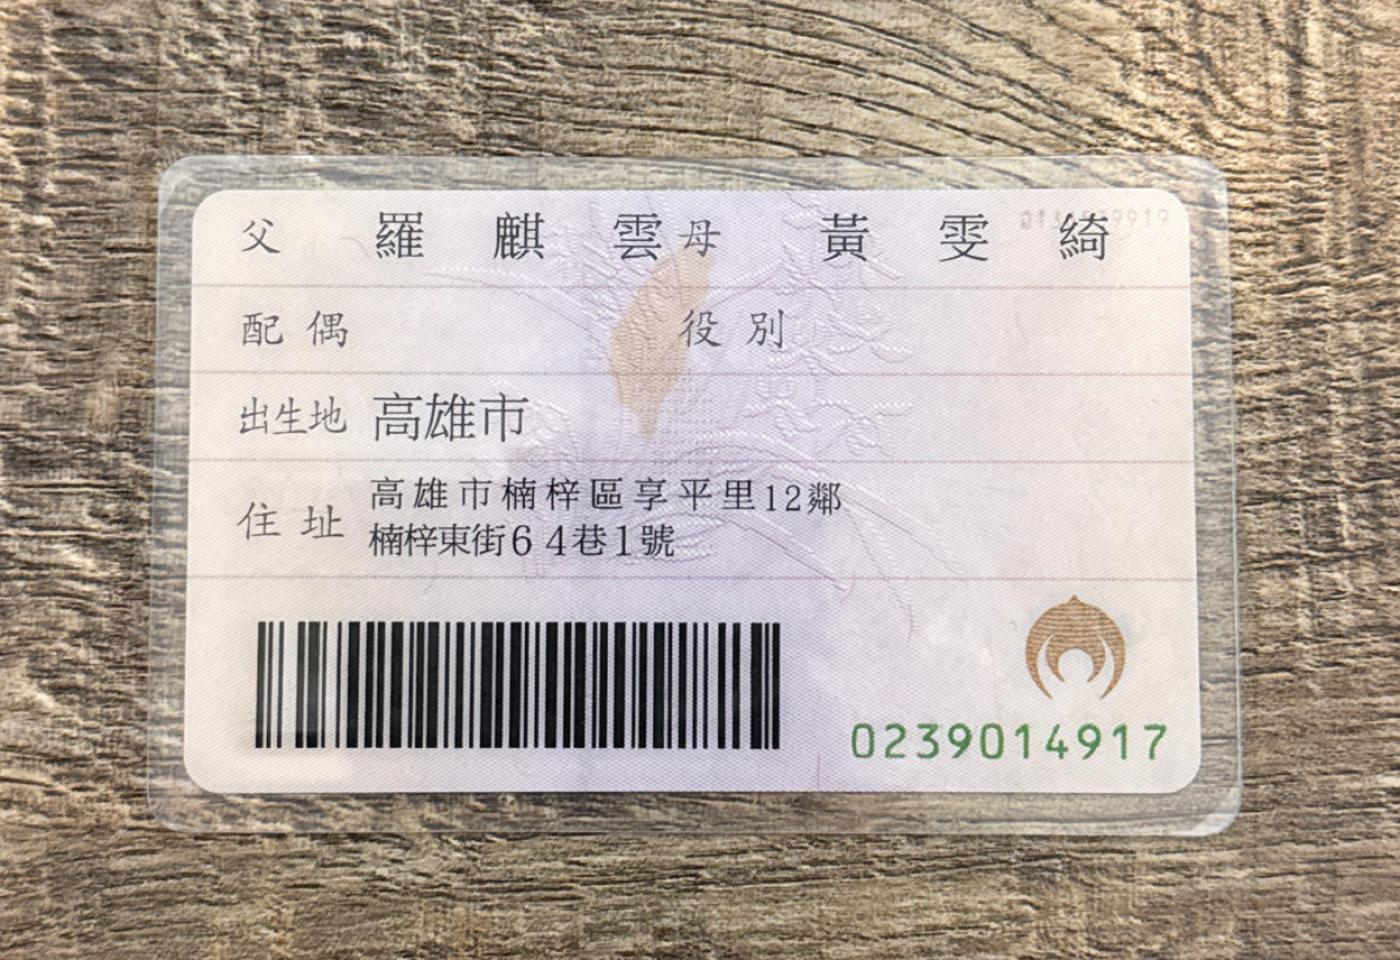 父 羅麒雲 母 黃雯綺
配偶 役別
出生地 高雄市
住址 高雄市楠梓區享平里12鄰
楠梓東街64巷1號
0239014917